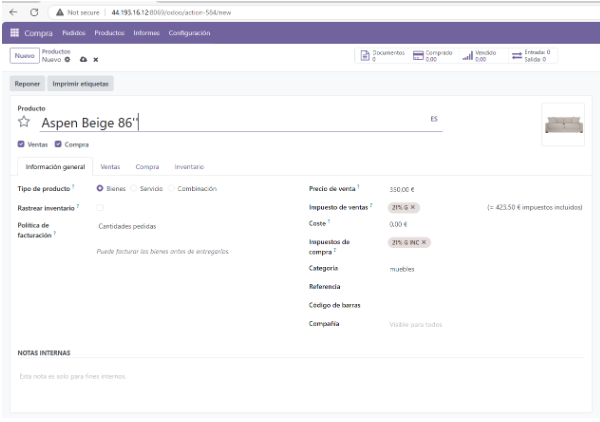 Not secure 44.193.16.12:8069/odoo/action-554/new
Compra Pedidos Productos Informes Configuración
Nuevo Productos Documentos Comprado Vendido Entrada: 0
Nuevo 0 0,00 0,00 Salida: 0
Reponer Imprimir etiquetas
Producto
Aspen Beige 86'' ES
Ventas Compra
Información general Ventas Compra Inventario
Tipo de producto ? Bienes Servicio Combinación Precio de venta ? 350,00 €
Rastrear inventario ? Impuesto de ventas ? 21% G × (= 423,50 € impuestos incluidos)
Política de Cantidades pedidas Coste ? 0,00 €
facturación ?
Puede facturar los bienes antes de entregarlos. Impuestos de 21% G INC ×
compra ?
Categoría muebles
Referencia
Código de barras
Compañía Visible para todos
NOTAS INTERNAS
Esta nota es solo para fines internos.